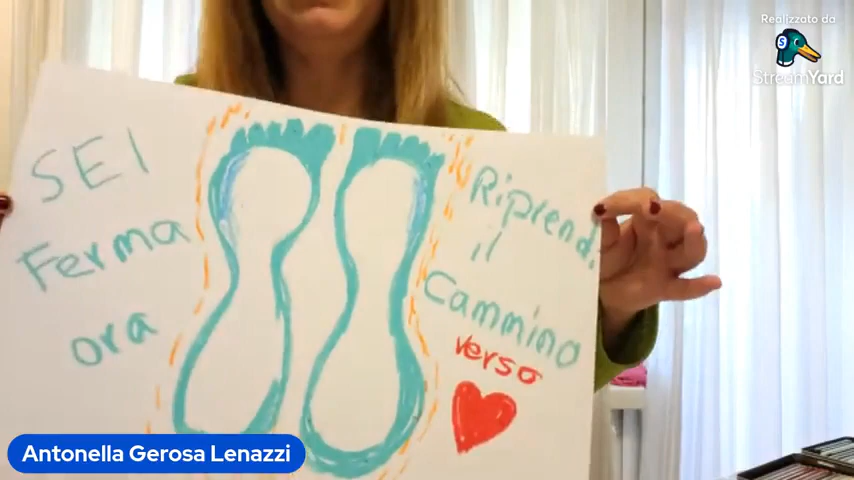 Realizzato da
StreamYard
SEI
Ferma
ora
Riprendi
il
Cammino
verso
Antonella Gerosa Lenazzi